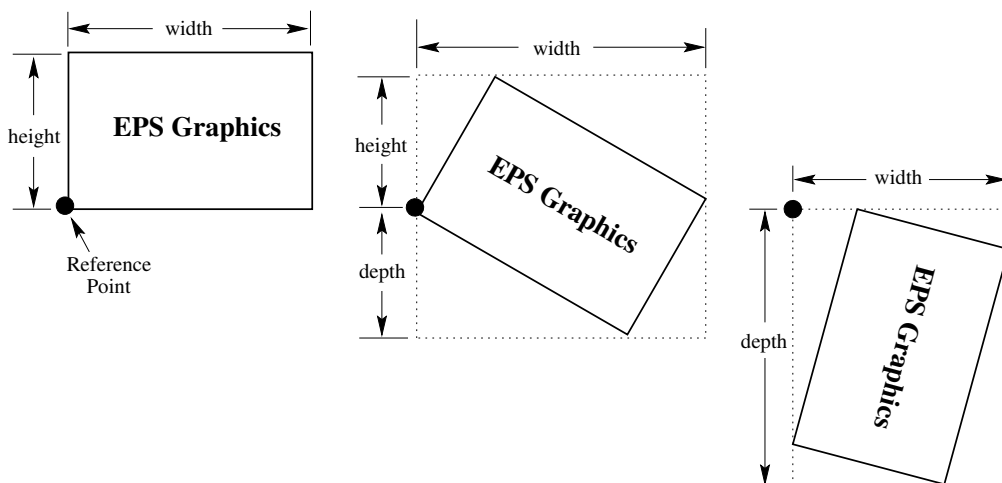 width
height
EPS Graphics
Reference
Point
width
height
depth
EPS Graphics
width
depth
EPS Graphics